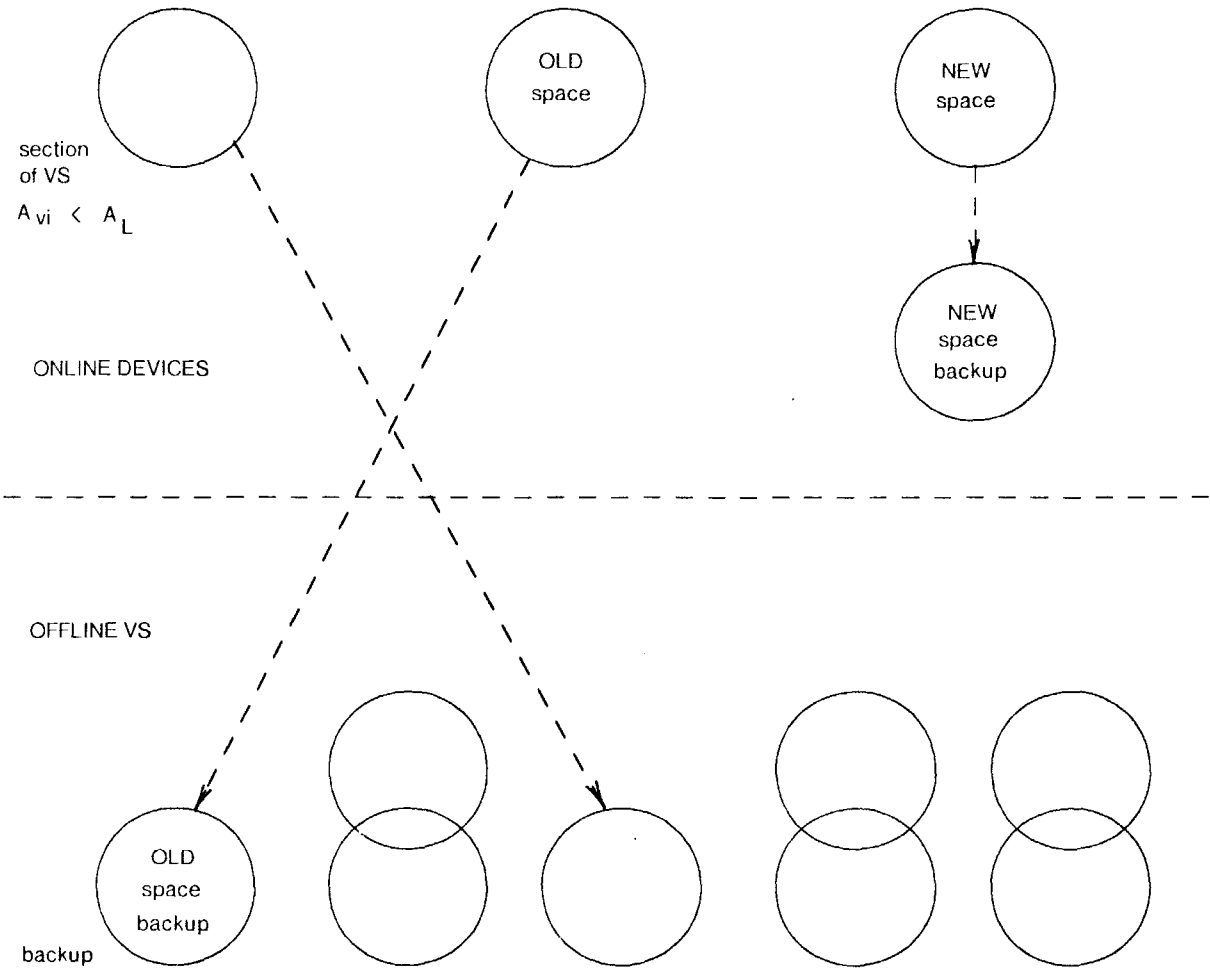 OLD
space
NEW
space
section
of VS
A vi < A L
NEW
space
backup
ONLINE DEVICES
OFFLINE VS
OLD
space
backup
backup